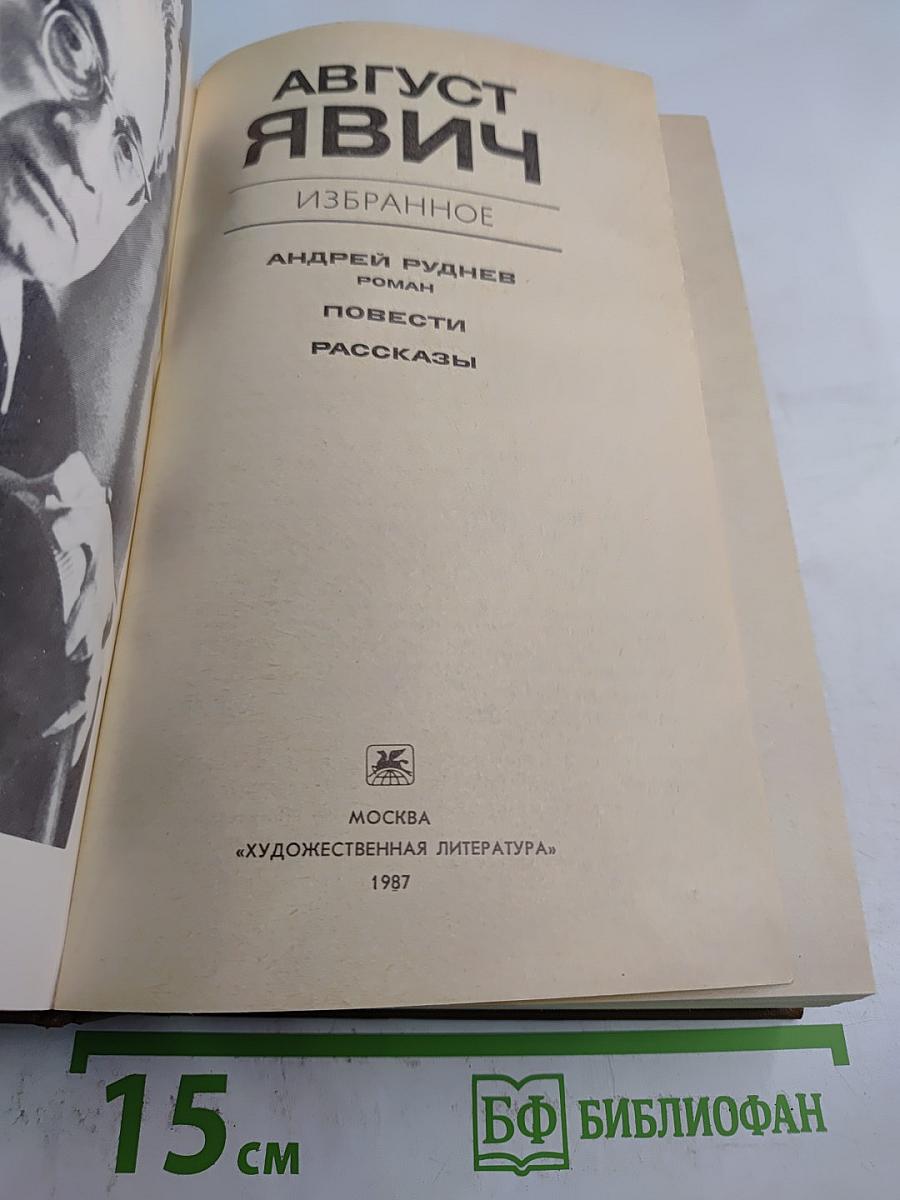 АВГУСТ
ЯВИЧ
ИЗБРАННОЕ
АНДРЕЙ РУДНЕВ
РОМАН
ПОВЕСТИ
РАССКАЗЫ
МОСКВА
«ХУДОЖЕСТВЕННАЯ ЛИТЕРАТУРА»
1987
15 см
БФ БИБЛИОФАН